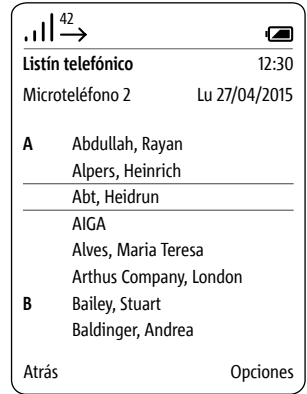 42
Listín telefónico 12:30
Microteléfono 2 Lu 27/04/2015
A Abdullah, Rayan
Alpers, Heinrich
Abt, Heidrun
AIGA
Alves, Maria Teresa
Arthus Company, London
B Bailey, Stuart
Baldinger, Andrea
Atrás Opciones